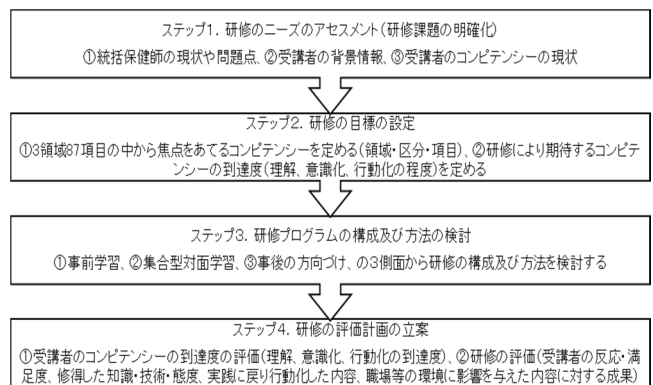 ステップ1. 研修のニーズのアセスメント(研修課題の明確化)
①統括保健師の現状や問題点、②受講者の背景情報、③受講者のコンピテンシーの現状
ステップ2. 研修の目標の設定
①3領域87項目の中から焦点をあてるコンピテンシーを定める(領域・区分・項目)、②研修により期待するコンピテ
ンシーの到達度(理解、意識化、行動化の程度)を定める
ステップ3. 研修プログラムの構成及び方法の検討
①事前学習、②集合型対面学習、③事後の方向づけ、の3側面から研修の構成及び方法を検討する
ステップ4. 研修の評価計画の立案
①受講者のコンピテンシーの到達度の評価(理解、意識化、行動化の到達度)、②研修の評価(受講者の反応・満
足度、修得した知識・技術・態度、実践に戻り行動化した内容、職場等の環境に影響を与えた内容に対する成果)